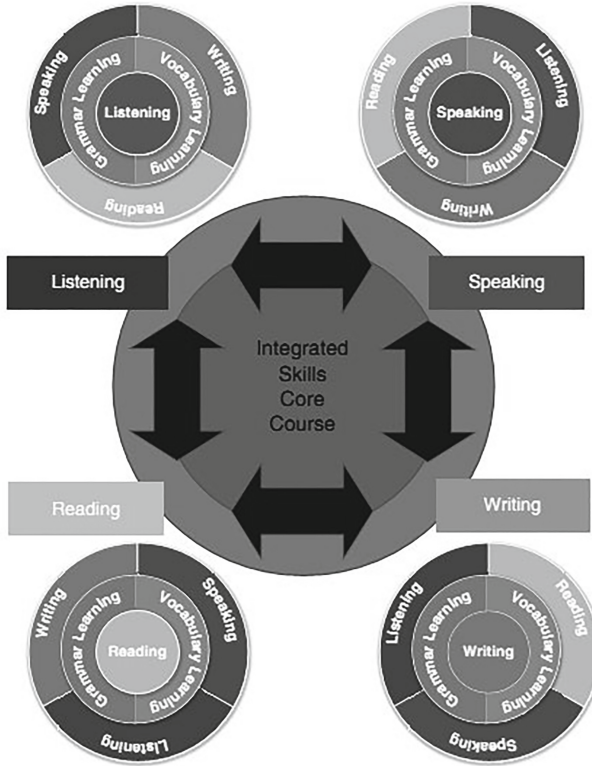 Speaking
Writing
Grammar Learning
Vocabulary Learning
Listening
Reading
Reading
Listening
Grammar Learning
Vocabulary Learning
Speaking
Writing
Listening
Speaking
Integrated
Skills
Core
Course
Reading
Writing
Writing
Speaking
Grammar Learning
Vocabulary Learning
Reading
Listening
Listening
Reading
Grammar Learning
Vocabulary Learning
Writing
Speaking